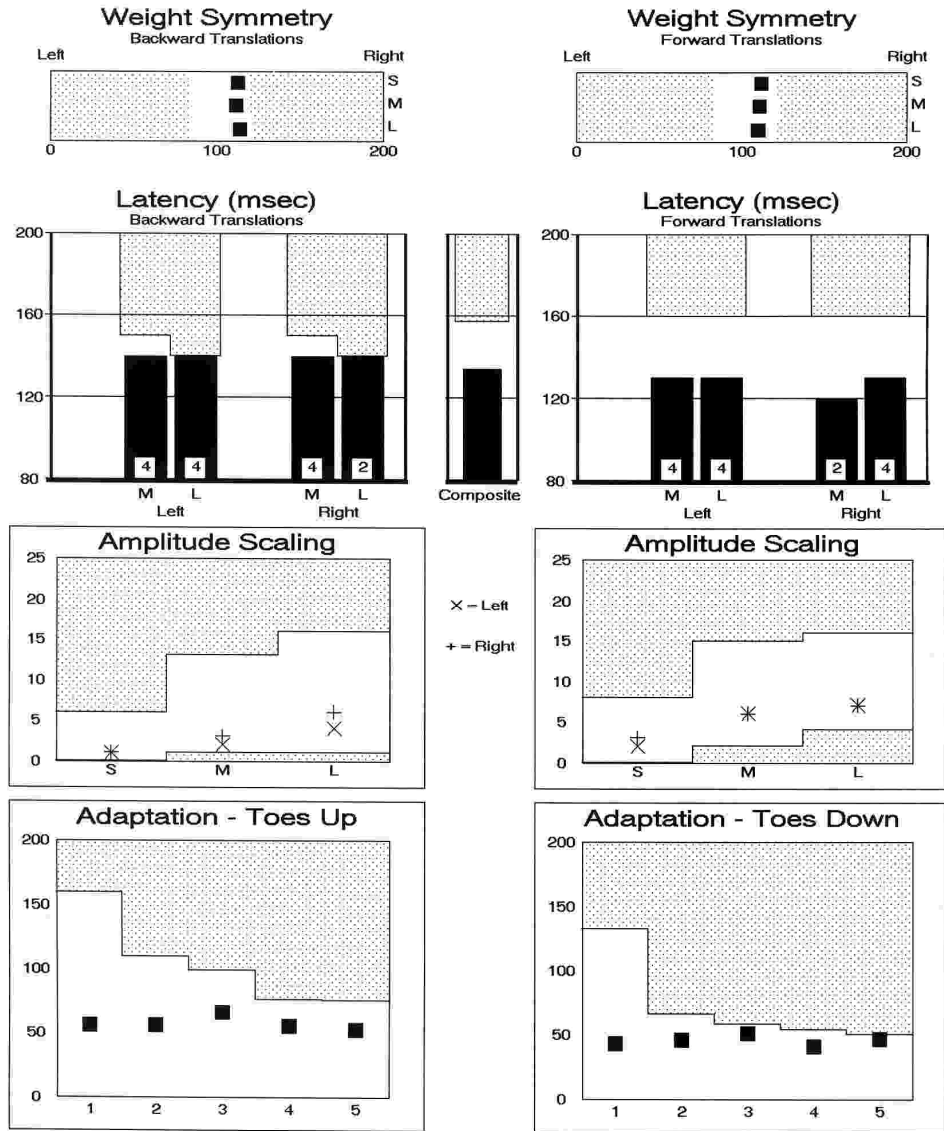 Weight Symmetry
Backward Translations
Left Right
S
M
L
0 100 200
Weight Symmetry
Forward Translations
Left Right
S
M
L
0 100 200
Latency (msec)
Backward Translations
200
160
120
80
4 4 4 2
M L M L
Left Right
Composite
Latency (msec)
Forward Translations
200
160
120
80
4 4 2 4
M L M L
Left Right
Amplitude Scaling
25
20
15
10
5
0
S M L
× – Left
+ = Right
Amplitude Scaling
25
20
15
10
5
0
S M L
Adaptation - Toes Up
200
150
100
50
0
1 2 3 4 5
Adaptation - Toes Down
200
150
100
50
0
1 2 3 4 5